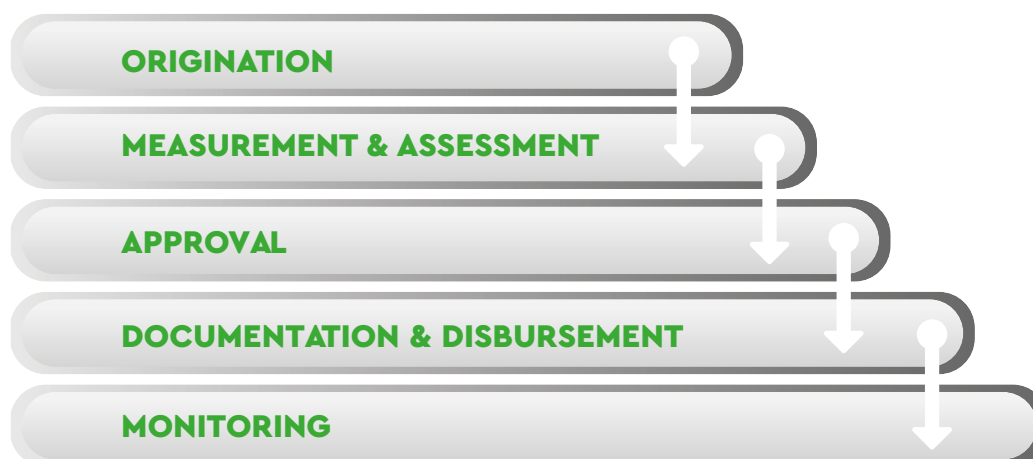 ORIGINATION
MEASUREMENT & ASSESSMENT
APPROVAL
DOCUMENTATION & DISBURSEMENT
MONITORING